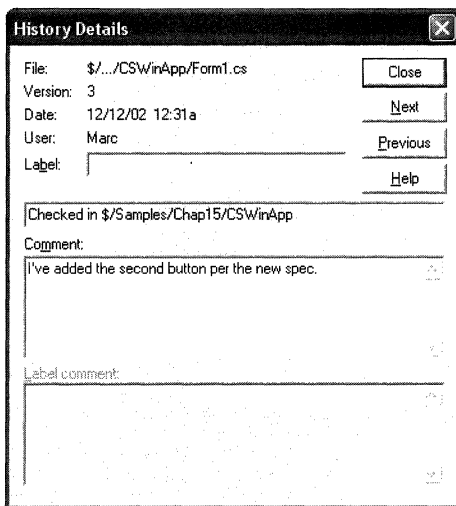 History Details
File: $/.../CSWinApp/Form1.cs
Close
Version: 3
Next
Date: 12/12/02 12:31a
User: Marc
Previous
Label:
Help
Checked in $/Samples/Chap15/CSWinApp
Comment:
I've added the second button per the new spec.
Label comment: